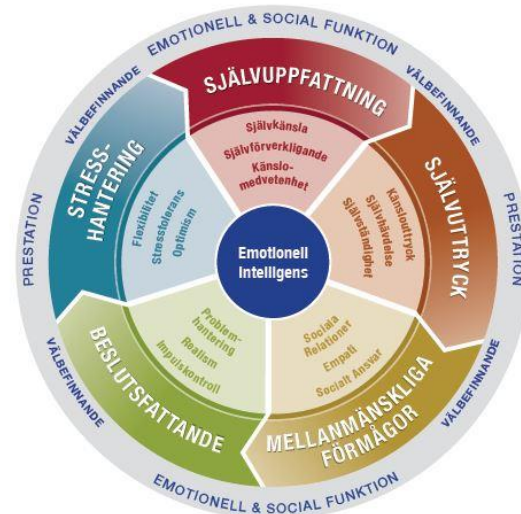 EMOTIONELL & SOCIAL FUNKTION
VÄLBEFINNANDE
VÄLBEFINNANDE
SJÄLVUPPFATTNING
Självkänsla
Självförverkligande
Känslo-
medvetenhet
SJÄLVUTTRYCK
Känslouttryck
Självhävdelse
Självständighet
PRESTATION
MELLANMÄNSKLIGA
FÖRMÅGOR
Sociala
Relationer
Empati
Socialt Ansvar
VÄLBEFINNANDE
BESLUTSFATTANDE
Problem-
hantering
Realism
Impulskontroll
VÄLBEFINNANDE
STRESS-
HANTERING
Flexibilitet
Stresstolerans
Optimism
PRESTATION
Emotionell
Intelligens
EMOTIONELL & SOCIAL FUNKTION